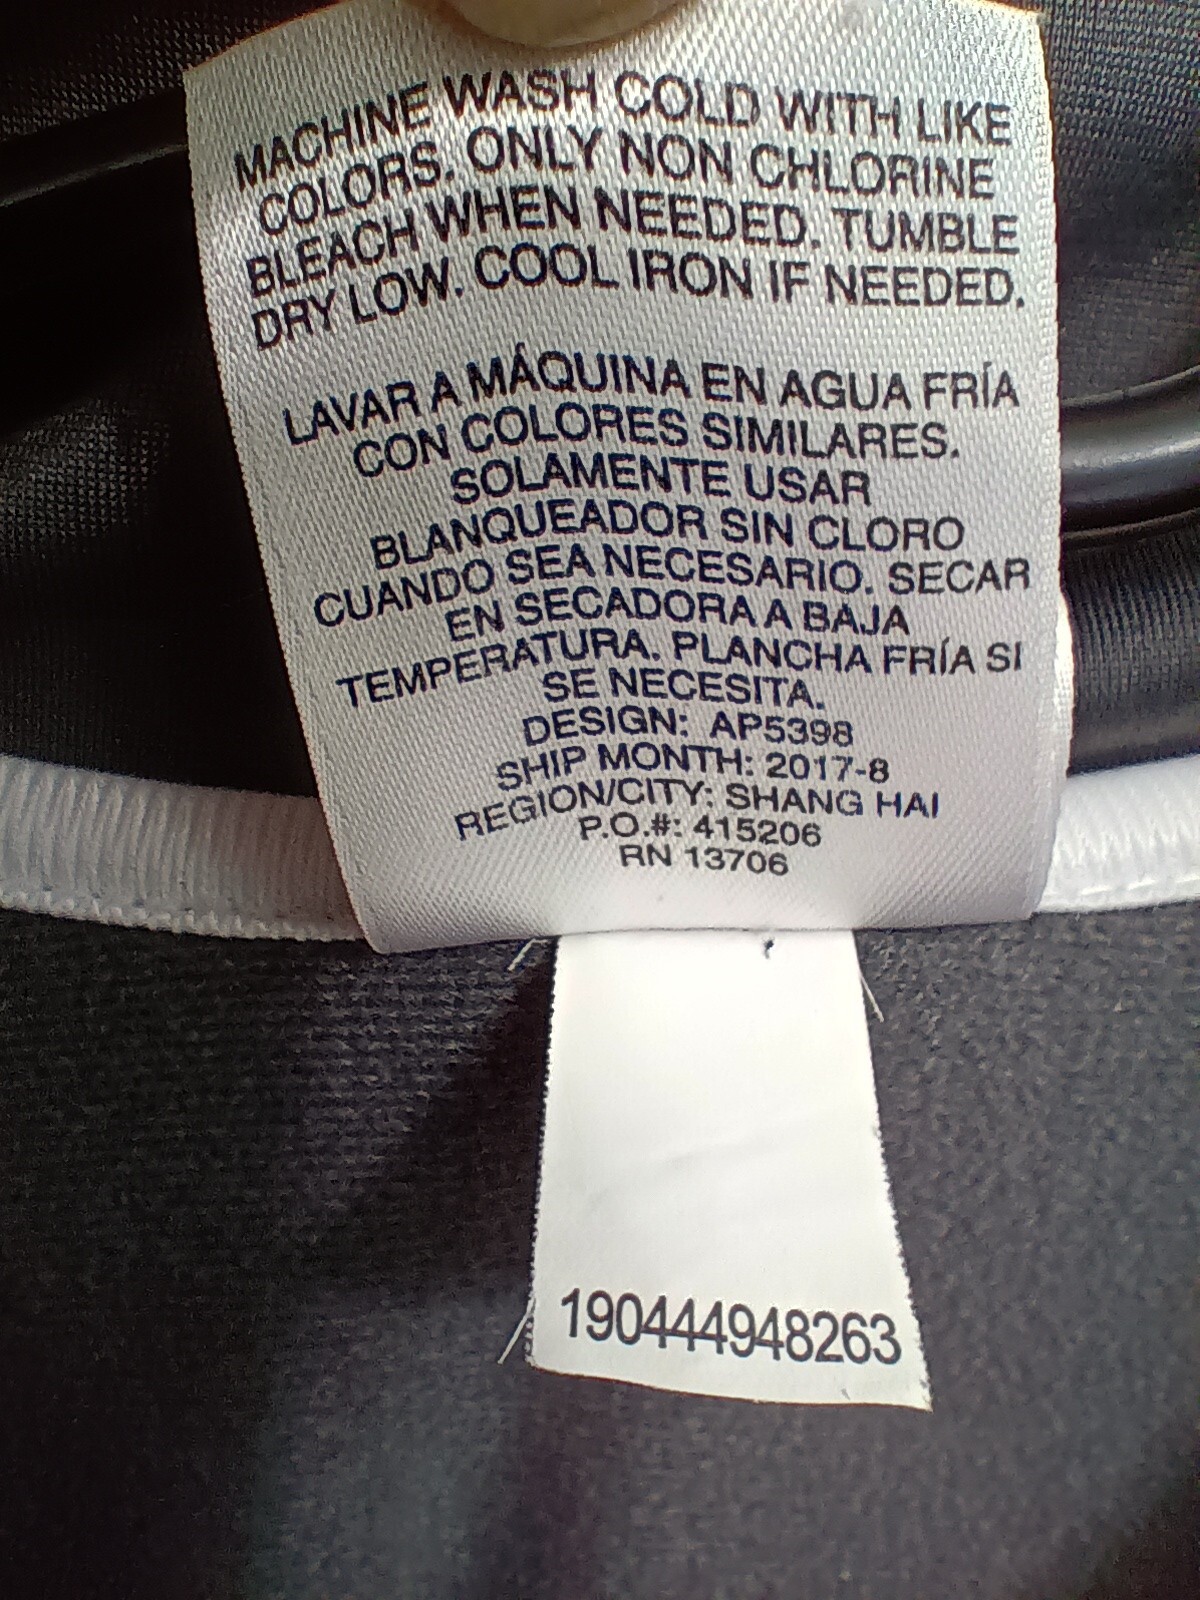 MACHINE WASH COLD WITH LIKE
COLORS. ONLY NON CHLORINE
BLEACH WHEN NEEDED. TUMBLE
DRY LOW. COOL IRON IF NEEDED.
LAVAR A MÁQUINA EN AGUA FRÍA
CON COLORES SIMILARES.
SOLAMENTE USAR
BLANQUEADOR SIN CLORO
CUANDO SEA NECESARIO. SECAR
EN SECADORA A BAJA
TEMPERATURA. PLANCHA FRÍA SI
SE NECESITA.
DESIGN: AP5398
SHIP MONTH: 2017-8
REGION/CITY: SHANG HAI
P.O.#: 415206
RN 13706
190444948263